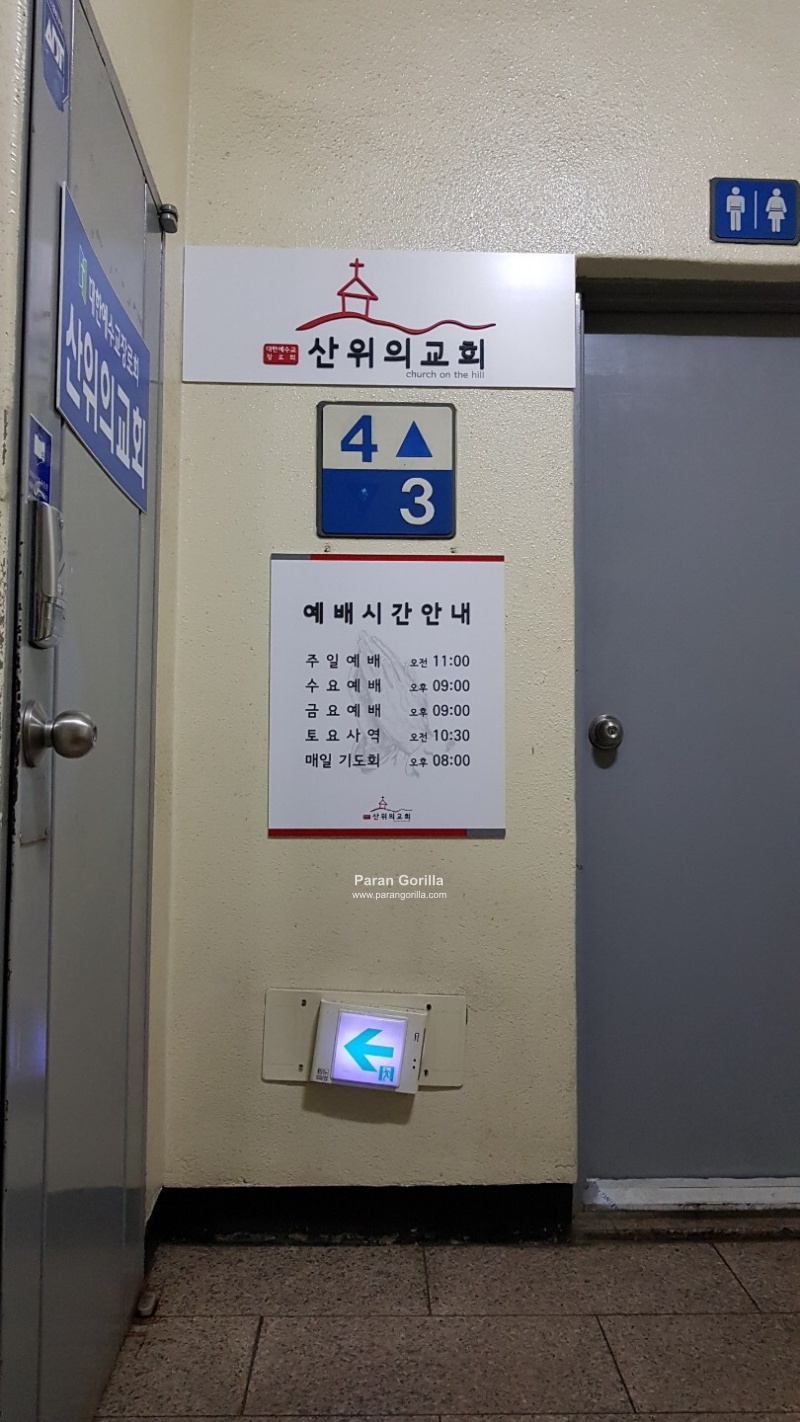 대한예수교장로회
산위의교회
대한예수교
장로회
산위의교회
church on the hill
4
3
예배시간안내
주일예배 오전 11:00
수요예배 오후 09:00
금요예배 오후 09:00
토요사역 오전 10:30
매일 기도회 오후 08:00
산위의교회
Paran Gorilla
www.parangorilla.com